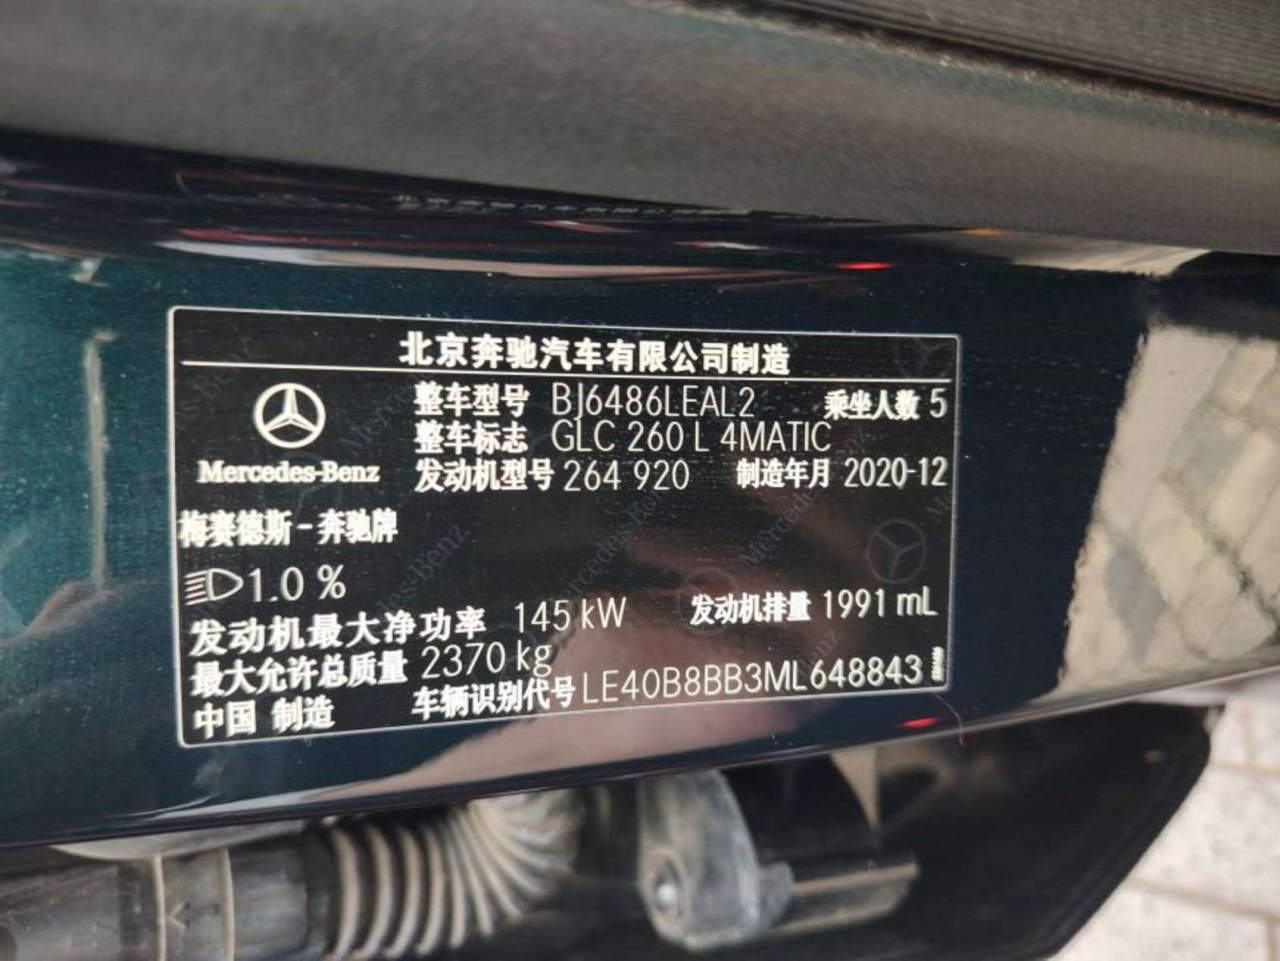 北京奔驰汽车有限公司制造
整车型号 BJ6486LEAL2 乘坐人数 5
整车标志 GLC 260 L 4MATIC
Mercedes-Benz
发动机型号 264 920 制造年月 2020-12
梅赛德斯-奔驰牌
1.0 %
发动机最大净功率 145 kW 发动机排量 1991 mL
最大允许总质量 2370 kg
中国 制造 车辆识别代号 LE40B8BB3ML648843